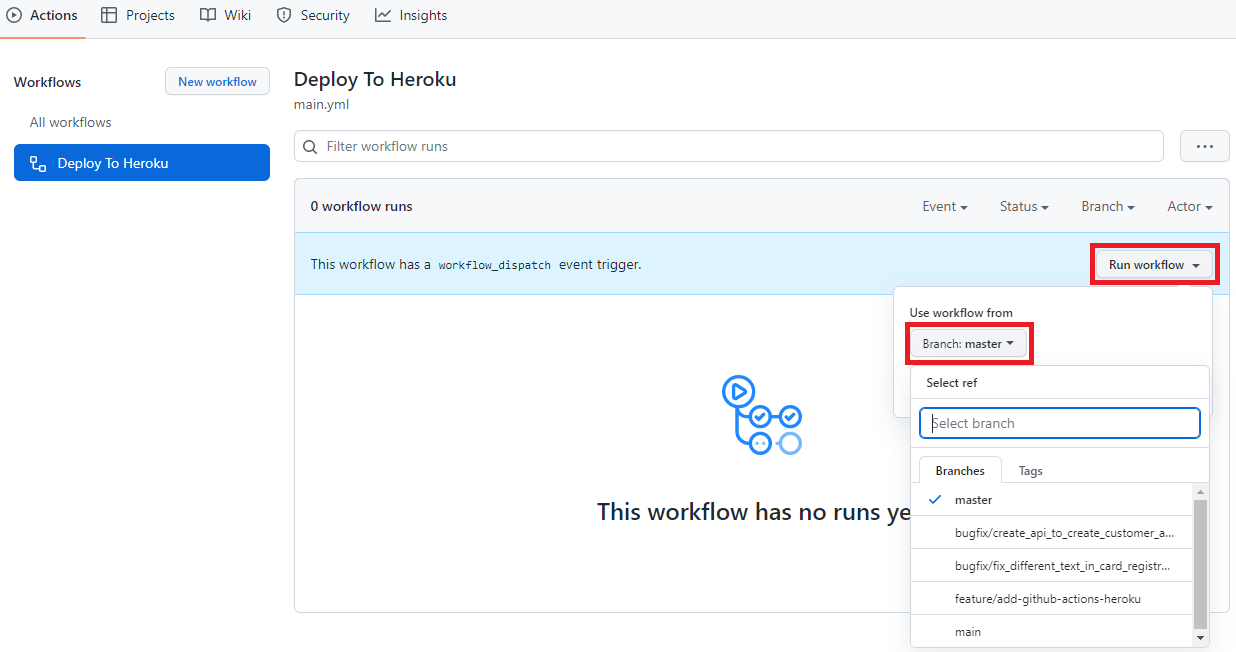 Actions Projects Wiki Security Insights
Workflows
New workflow
All workflows
Deploy To Heroku
Deploy To Heroku
main.yml
Filter workflow runs
0 workflow runs
Event Status Branch Actor
This workflow has a workflow_dispatch event trigger.
Run workflow
Use workflow from
Branch: master
Select ref
Select branch
Branches Tags
master
bugfix/create_api_to_create_customer_a...
bugfix/fix_different_text_in_card_registr...
feature/add-github-actions-heroku
main
This workflow has no runs ye